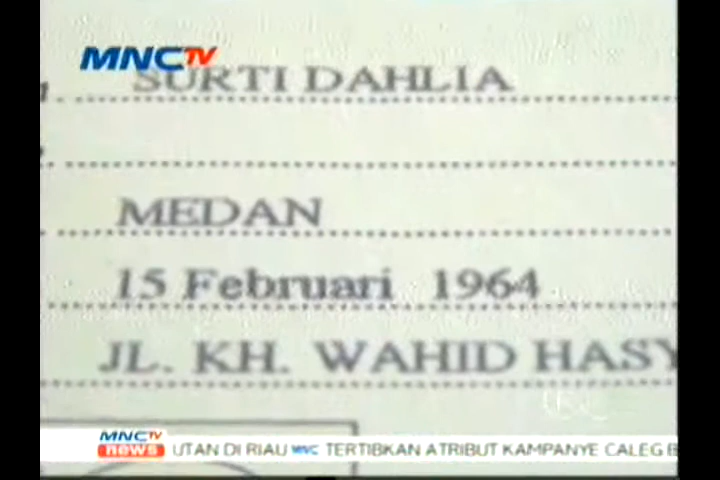 MNCTV
SURTI DAHLIA
MEDAN
15 Februari 1964
JL. KH. WAHID HASY
MNCTV
news
UTAN DI RIAU MNC TERTIBKAN ATRIBUT KAMPANYE CALEG B